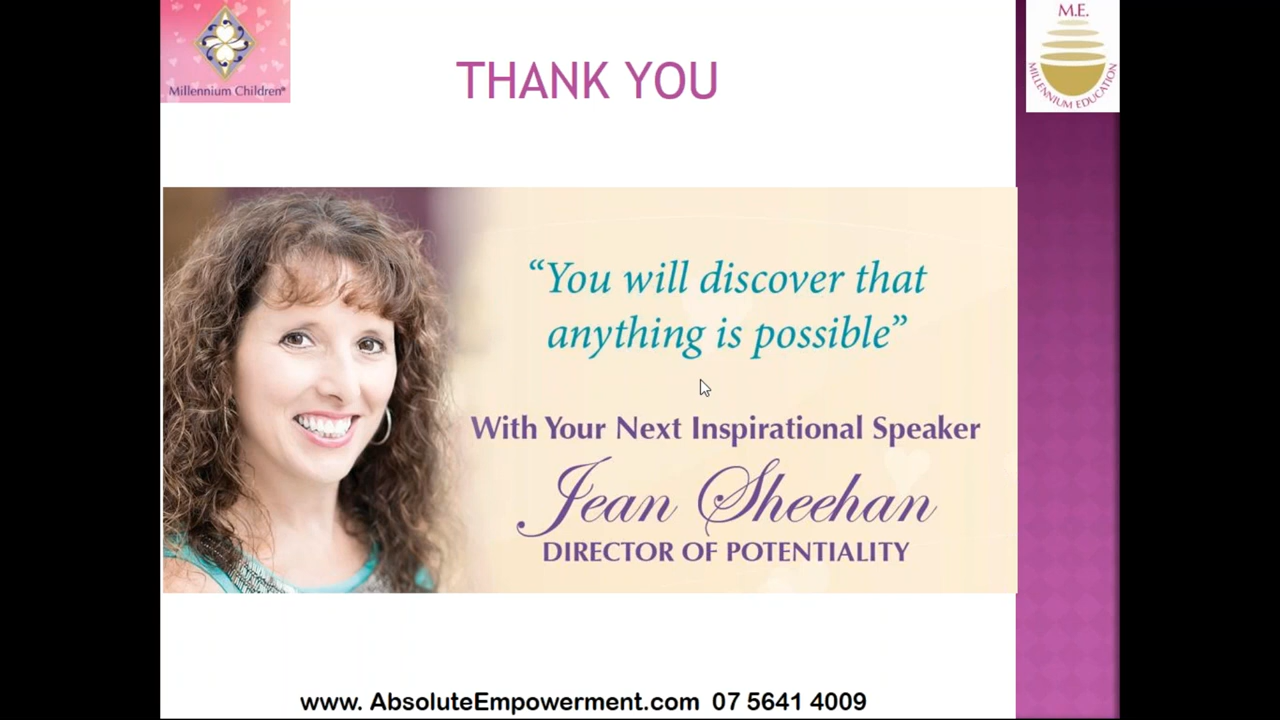 Millennium Children®
M.E.
MILLENNIUM EDUCATION
THANK YOU
“You will discover that
anything is possible”
With Your Next Inspirational Speaker
Jean Sheehan
DIRECTOR OF POTENTIALITY
www. AbsoluteEmpowerment.com 07 5641 4009